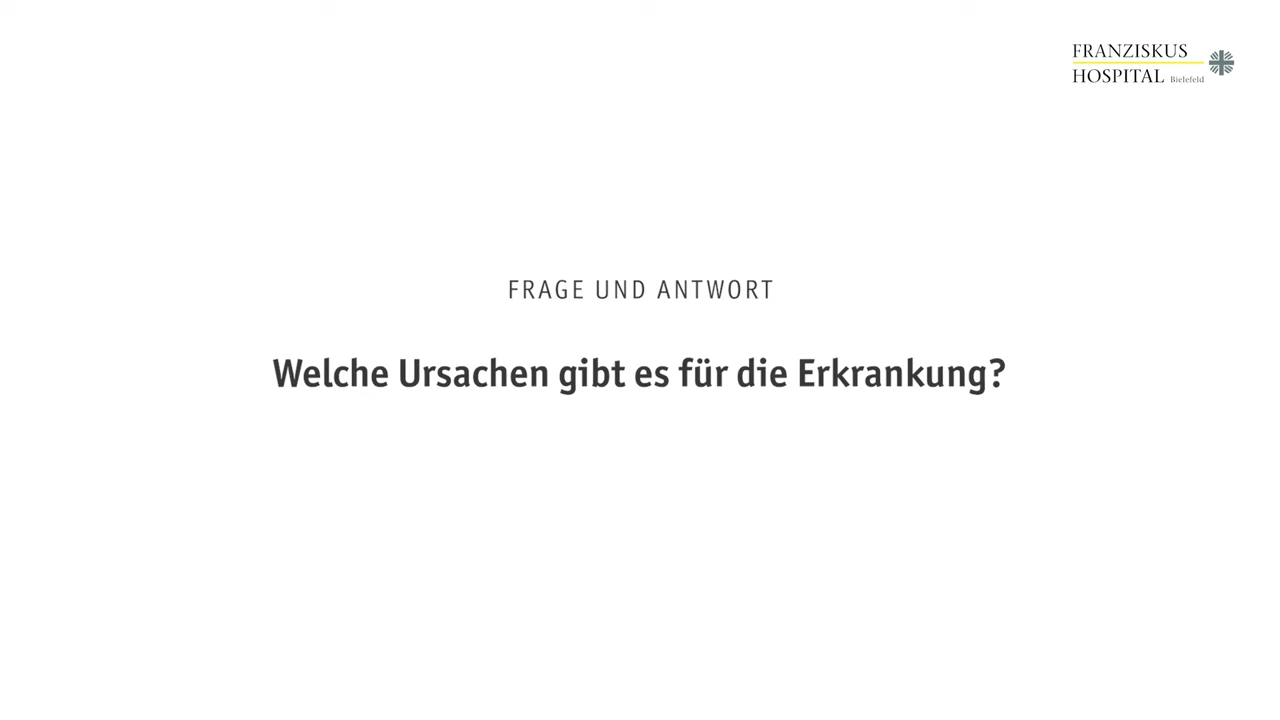 FRANZISKUS
HOSPITAL Bielefeld
FRAGE UND ANTWORT
Welche Ursachen gibt es für die Erkrankung?